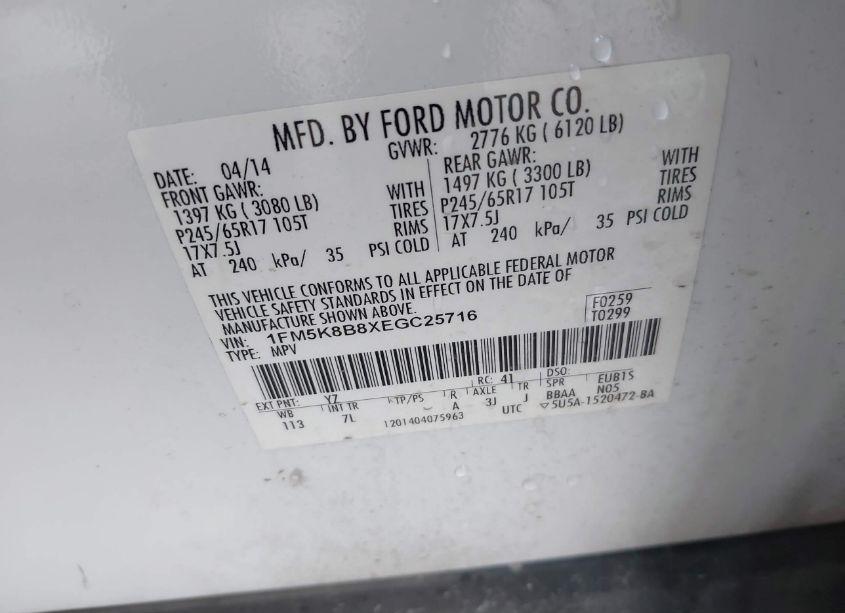 MFD. BY FORD MOTOR CO.
DATE: 04/14
GVWR: 2776 KG ( 6120 LB)
FRONT GAWR:
1397 KG ( 3080 LB) WITH
P245/65R17 105T TIRES
17X7.5J RIMS
AT 240 kPa/ 35 PSI COLD
REAR GAWR:
1497 KG ( 3300 LB) WITH
P245/65R17 105T TIRES
17X7.5J RIMS
AT 240 kPa/ 35 PSI COLD
THIS VEHICLE CONFORMS TO ALL APPLICABLE FEDERAL MOTOR
VEHICLE SAFETY STANDARDS IN EFFECT ON THE DATE OF
MANUFACTURE SHOWN ABOVE.
VIN: 1FM5K8B8XEGC25716
TYPE: MPV
F0259
T0299
EXT PNT: Y7 RC: 41 DSO:
WB INT TR TP/PS R AXLE TR SPR EUB1S
113 7L A 3J J BBAA N05
1201404075963 UTC 5U5A-1520472-BA